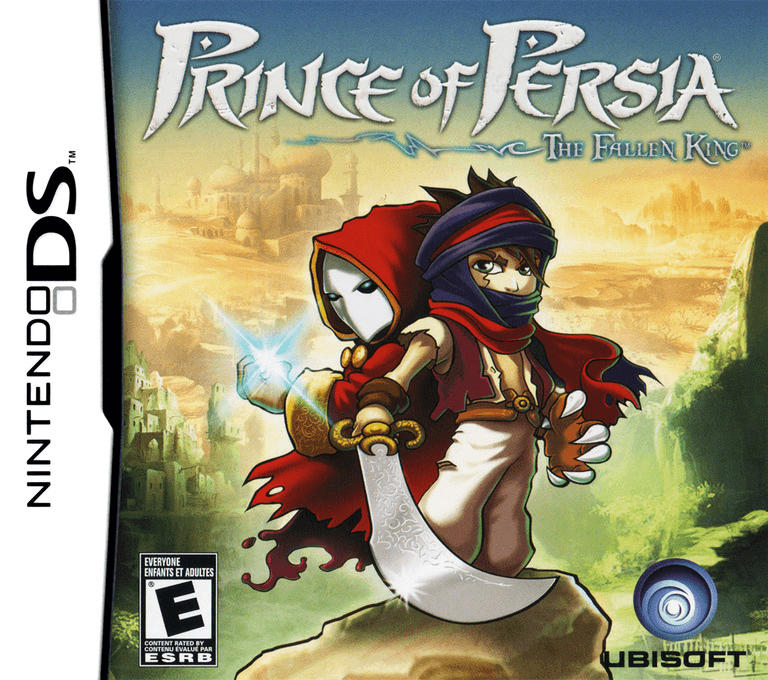 PRINCE OF PERSIA®
THE FALLEN KING™
NINTENDO DS™
EVERYONE
ENFANTS ET ADULTES
E®
CONTENT RATED BY
CONTENU ÉVALUÉ PAR
ESRB
UBISOFT